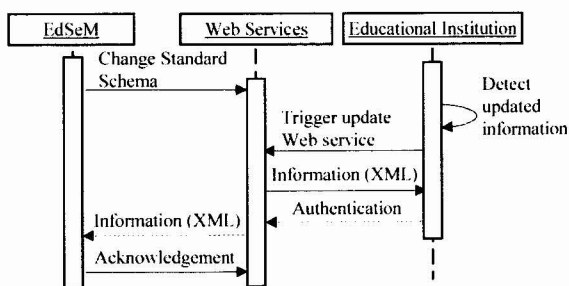 EdSeM
Web Services
Educational Institution
Change Standard
Schema
Detect
updated
information
Trigger update
Web service
Information (XML)
Authentication
Information (XML)
Acknowledgement